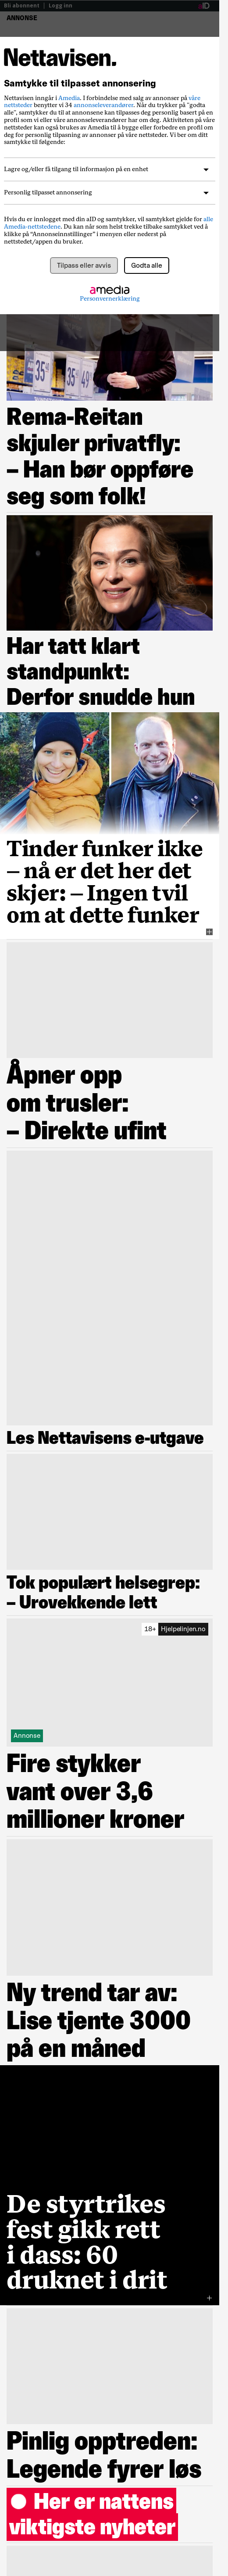 Bli abonnent | Logg inn
ANNONSE
Nettavisen.
Samtykke til tilpasset annonsering
Nettavisen inngår i Amedia. I forbindelse med salg av annonser på våre
nettsteder benytter vi 34 annonseleverandører. Når du trykker på "godta
alle", samtykker du til at annonsene kan tilpasses deg personlig basert på en
profil som vi eller våre annonseleverandører har om deg. Aktiviteten på våre
nettsteder kan også brukes av Amedia til å bygge eller forbedre en profil om
deg for personlig tilpasning av annonser på våre nettsteder. Vi ber om ditt
samtykke til følgende:
Lagre og/eller få tilgang til informasjon på en enhet
Personlig tilpasset annonsering
Hvis du er innlogget med din aID og samtykker, vil samtykket gjelde for alle
Amedia-nettstedene. Du kan når som helst trekke tilbake samtykket ved å
klikke på “Annonseinnstillinger” i menyen eller nederst på
nettstedet/appen du bruker.
Tilpass eller avvis
Godta alle
amedia
Personvernerklæring
Rema-Reitan
skjuler privatfly:
– Han bør oppføre
seg som folk!
Har tatt klart
standpunkt:
Derfor snudde hun
Tinder funker ikke
– nå er det her det
skjer: – Ingen tvil
om at dette funker
Åpner opp
om trusler:
– Direkte ufint
Les Nettavisens e-utgave
Tok populært helsegrep:
– Urovekkende lett
18+ Hjelpelinjen.no
Annonse
Fire stykker
vant over 3,6
millioner kroner
Ny trend tar av:
Lise tjente 3000
på en måned
De styrtrikes
fest gikk rett
i dass: 60
druknet i drit
Pinlig opptreden:
Legende fyrer løs
Her er nattens
viktigste nyheter